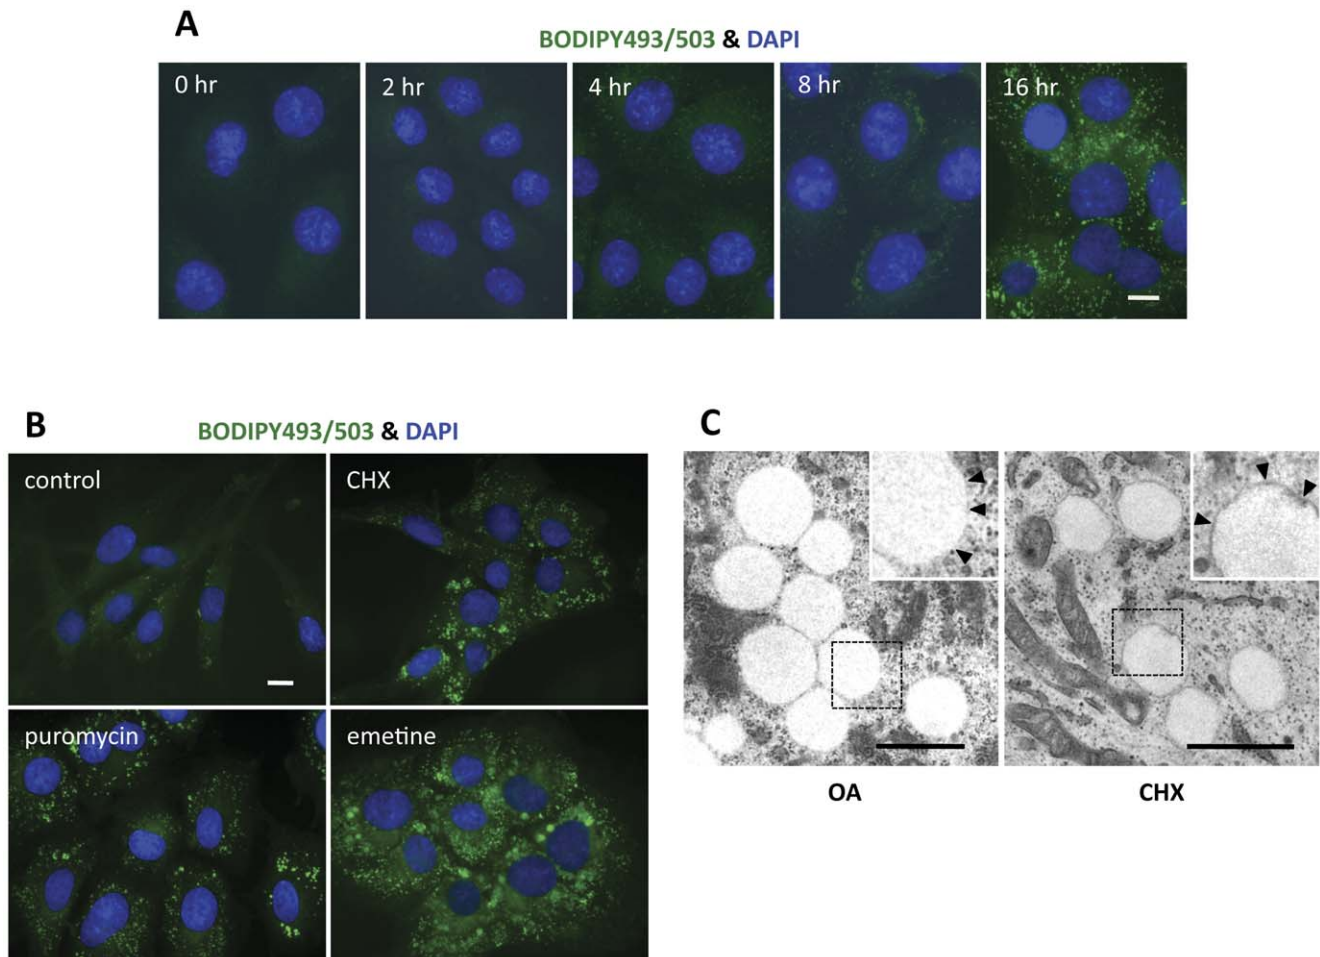 A
BODIPY493/503 & DAPI
0 hr
2 hr
4 hr
8 hr
16 hr
B
BODIPY493/503 & DAPI
control
CHX
puromycin
emetine
C
OA
CHX